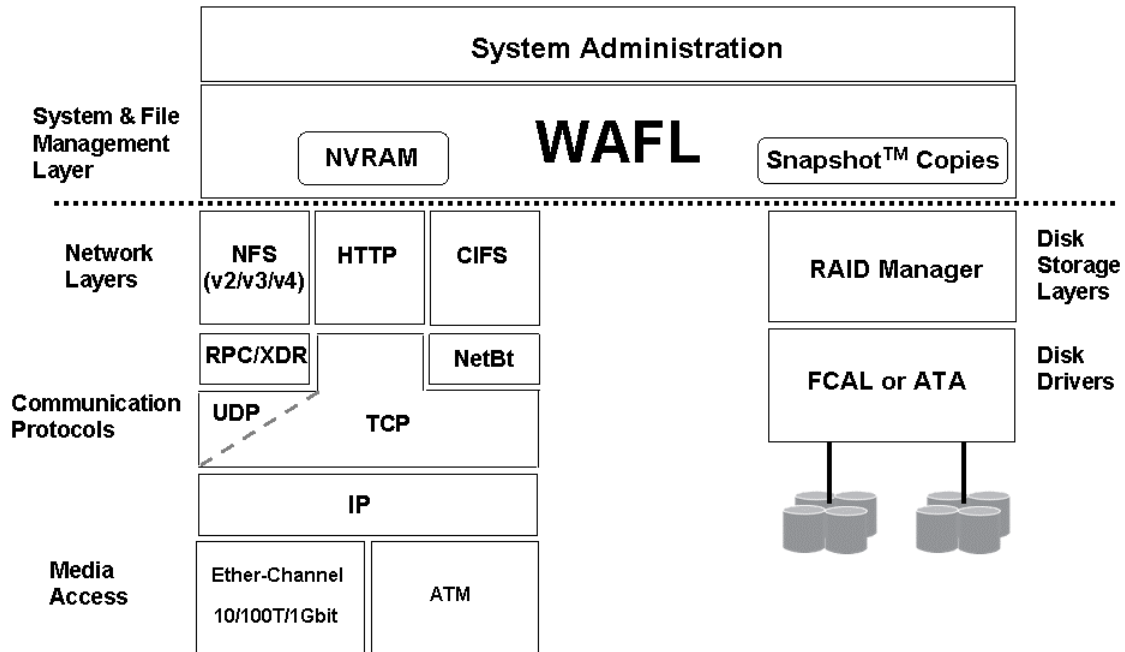 System Administration
System & File
Management
Layer
WAFL
NVRAM
Snapshot™ Copies
Network
Layers
NFS
(v2/v3/v4)
HTTP
CIFS
RAID Manager
Disk
Storage
Layers
RPC/XDR
NetBt
FCAL or ATA
Disk
Drivers
Communication
Protocols
UDP
TCP
IP
Media
Access
Ether-Channel
10/100T/1Gbit
ATM